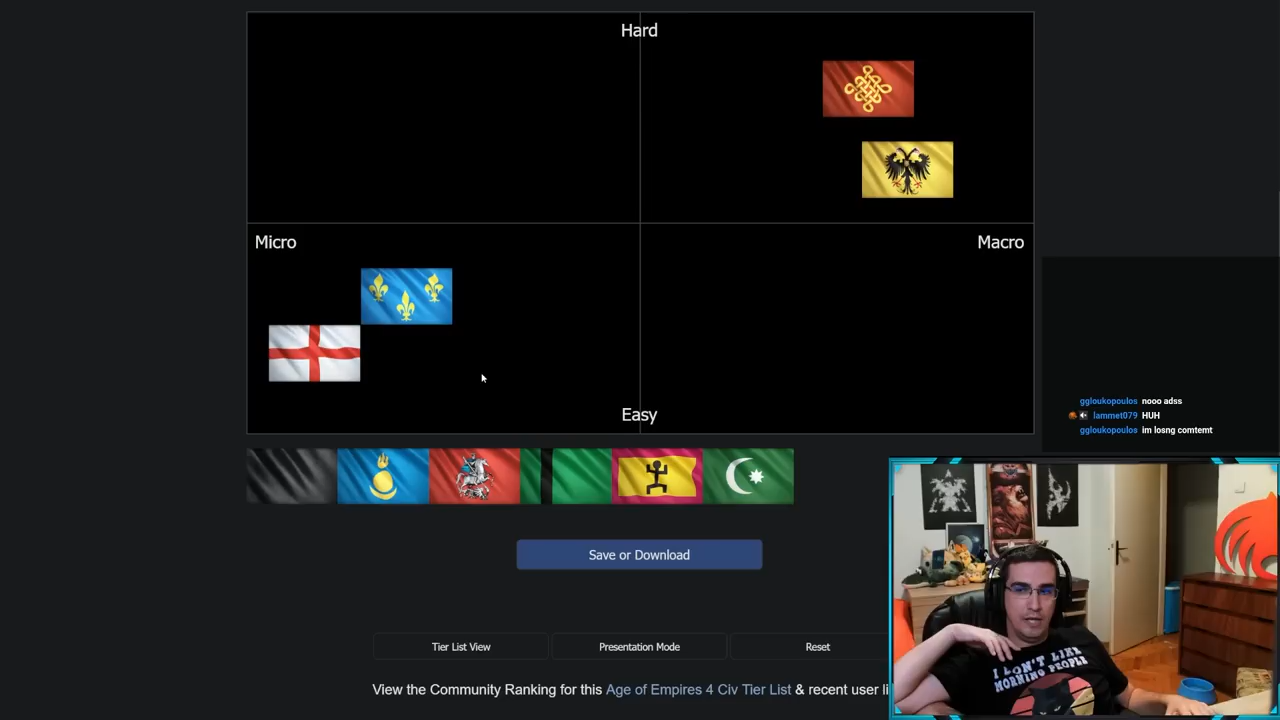 Hard
Micro
Macro
Easy
ggloukopoulos nooo adss
lammet079 HUH
ggloukopoulos im losng comtemt
Save or Download
Tier List View
Presentation Mode
Reset
View the Community Ranking for this Age of Empires 4 Civ Tier List & recent user li
I DON'T LIKE
MORNING PEOPLE